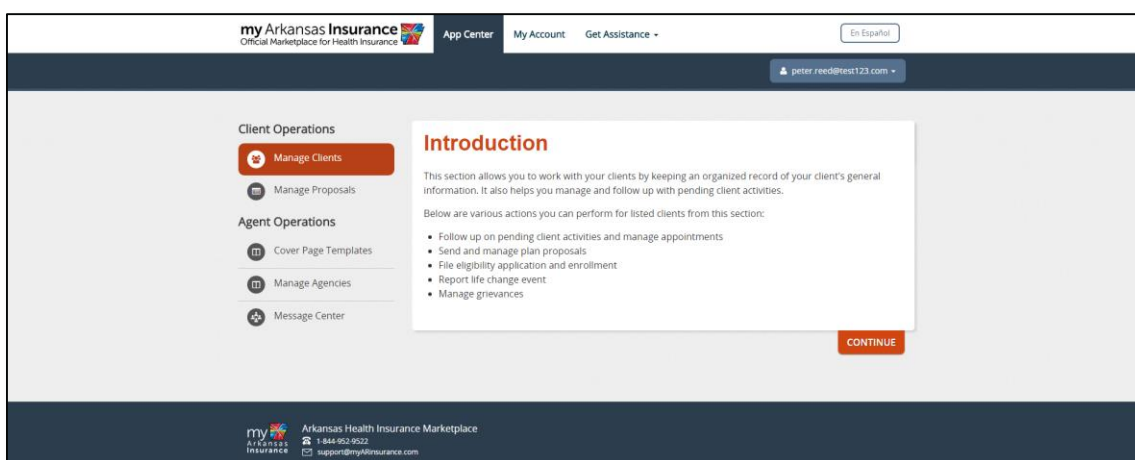 my Arkansas Insurance
Official Marketplace for Health Insurance
App Center
My Account
Get Assistance
En Español
peter.reed@test123.com
Client Operations
Manage Clients
Manage Proposals
Agent Operations
Cover Page Templates
Manage Agencies
Message Center
Introduction
This section allows you to work with your clients by keeping an organized record of your client's general
information. It also helps you manage and follow up with pending client activities.
Below are various actions you can perform for listed clients from this section:
• Follow up on pending client activities and manage appointments
• Send and manage plan proposals
• File eligibility application and enrollment
• Report life change event
• Manage grievances
CONTINUE
my
Arkansas
Insurance
Arkansas Health Insurance Marketplace
1-844-952-9522
support@myARinsurance.com